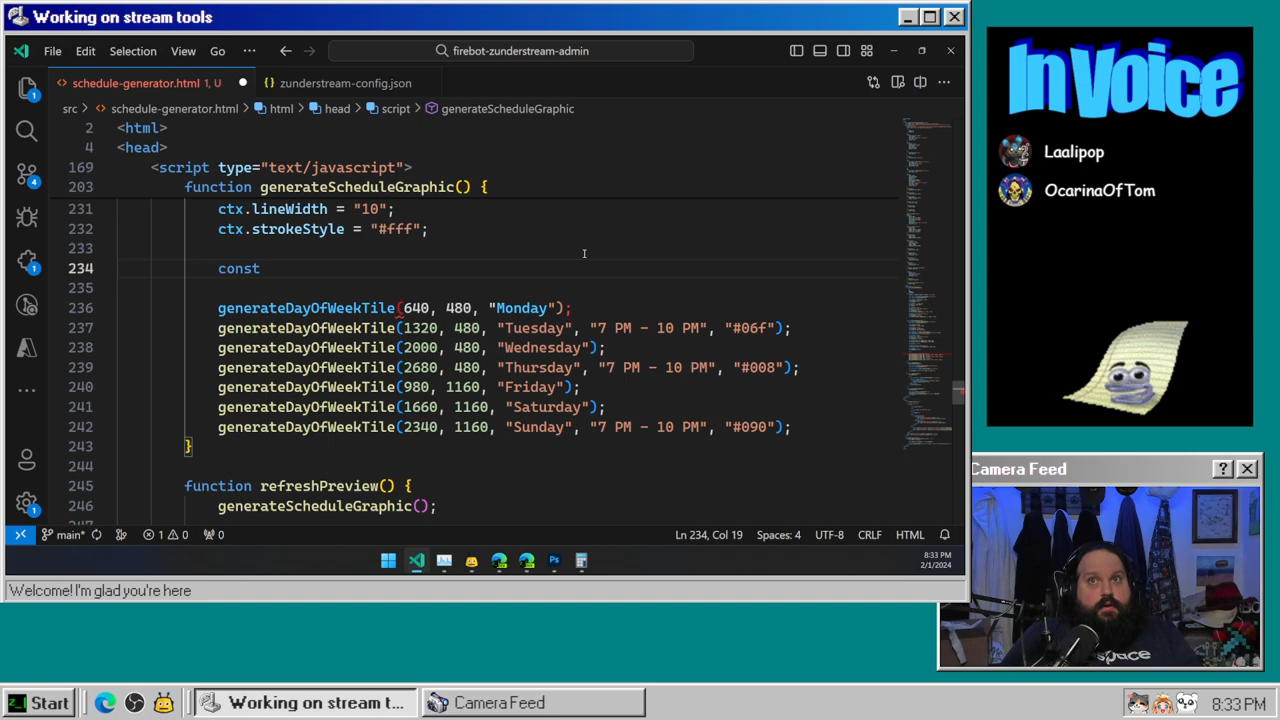 Working on stream tools
File Edit Selection View Go ··· firebot-zunderstream-admin
schedule-generator.html 1, U zunderstream-config.json
src > schedule-generator.html > html > head > script > generateScheduleGraphic
2 <html>
4 <head>
169 <script type="text/javascript">
203 function generateScheduleGraphic()
231 ctx.lineWidth = "10";
232 ctx.strokeStyle = "#fff";
233
234 const
235
236 generateDayOfWeekTile(640, 480, "Monday");
237 generateDayOfWeekTile(1320, 480, "Tuesday", "7 PM - 10 PM", "#06f");
238 generateDayOfWeekTile(2000, 480, "Wednesday");
239 generateDayOfWeekTile(2680, 480, "Thursday", "7 PM - 10 PM", "#008");
240 generateDayOfWeekTile(980, 1160, "Friday");
241 generateDayOfWeekTile(1660, 1160, "Saturday");
242 generateDayOfWeekTile(2340, 1160, "Sunday", "7 PM - 10 PM", "#090");
243 }
244
245 function refreshPreview() {
246 generateScheduleGraphic();
main* 1 0 0 Ln 234, Col 19 Spaces: 4 UTF-8 CRLF HTML
8:33 PM
2/1/2024
Welcome! I'm glad you're here
In Voice
Laalipop
OcarinaOfTom
Camera Feed
space
Start Working on stream t... Camera Feed 8:33 PM